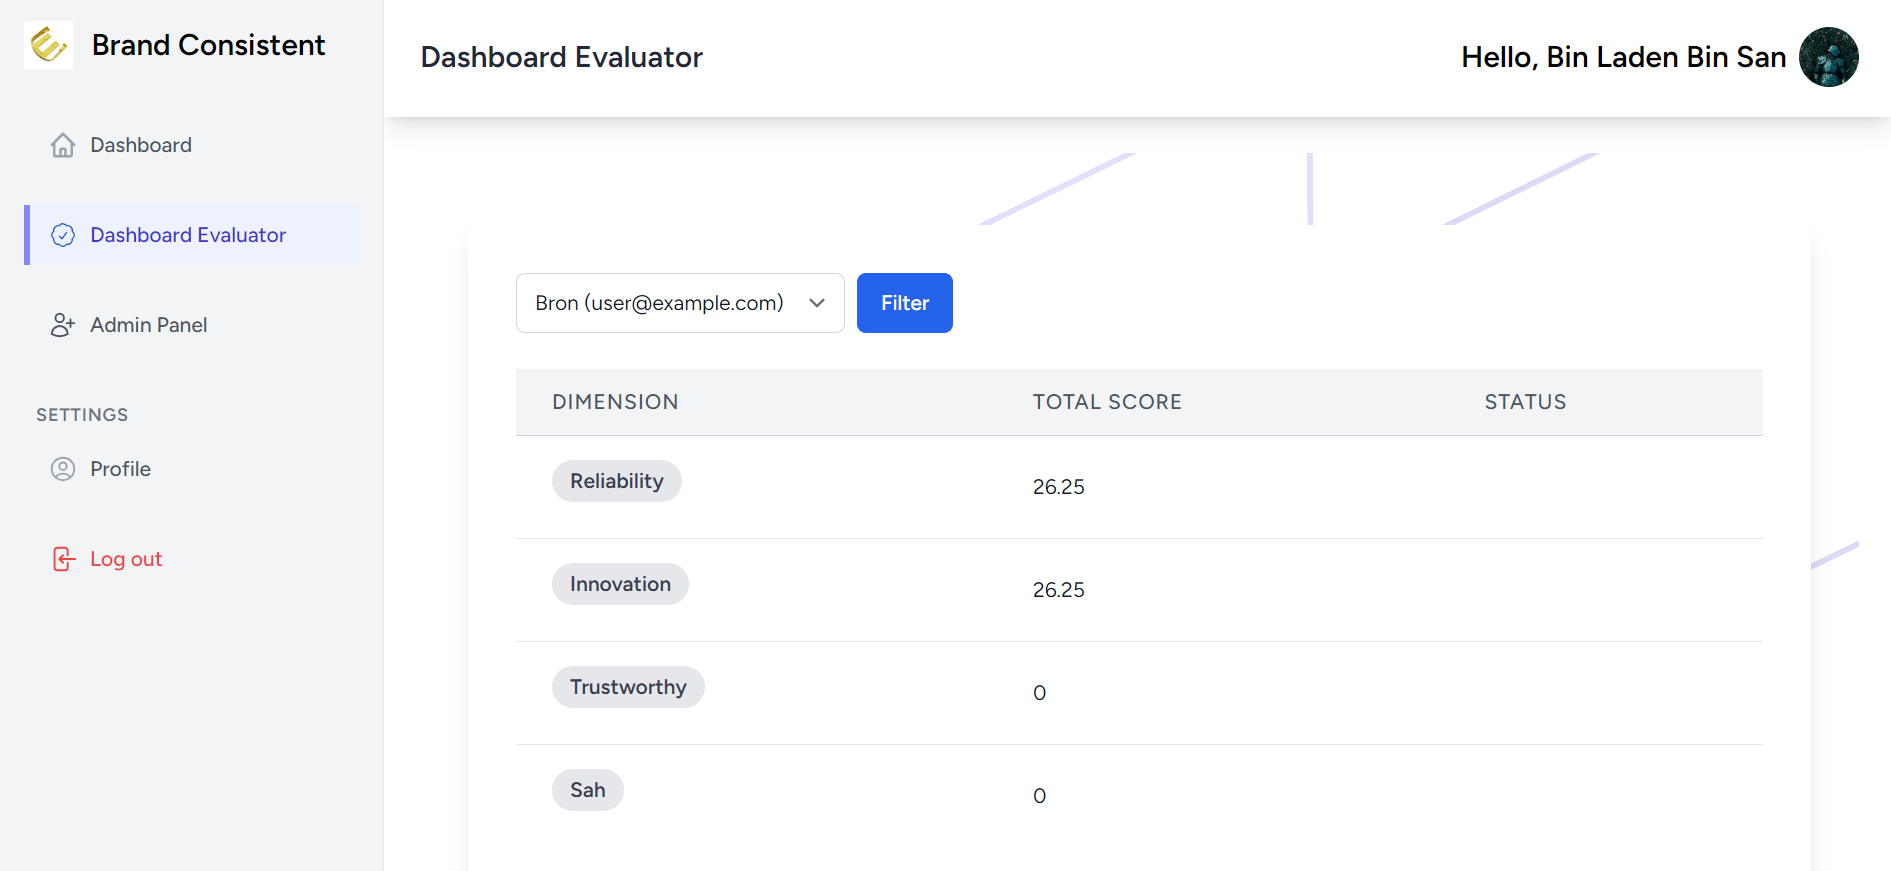 Brand Consistent
Dashboard
Dashboard Evaluator
Admin Panel
SETTINGS
Profile
Log out
Dashboard Evaluator
Hello, Bin Laden Bin San
Bron (user@example.com)
Filter
DIMENSION TOTAL SCORE STATUS
Reliability 26.25
Innovation 26.25
Trustworthy 0
Sah 0